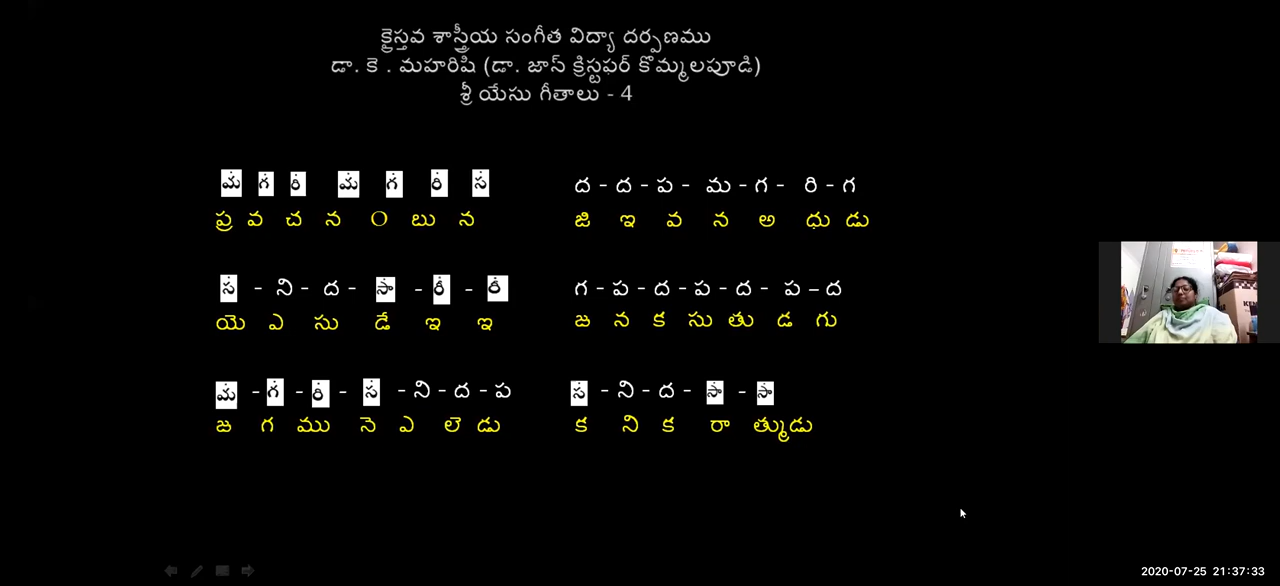 క్రైస్తవ శాస్త్రీయ సంగీత విద్యా దర్పణము
డా. కె . మహరిషి (డా. జాన్ క్రిస్టఫర్ కొమ్మలపూడి)
శ్రీ యేసు గీతాలు - 4
మ గ రి మ గ రి స ద - ద - ప - మ - గ - రి - గ
ప్ర వ చ న ం బు న జి ఇ వ న అ ధు డు
స - ని - ద - సా - రీ - రీ గ - ప - ద - ప - ద - ప – ద
యె ఎ సు డే ఇ ఇ జ న క సు తు డ గు
మ - గ - రి - స - ని - ద - ప స - ని - ద - సా - సా
జ గ ము నె ఎ లె డు క ని క రా త్ముడు
2020-07-25 21:37:33